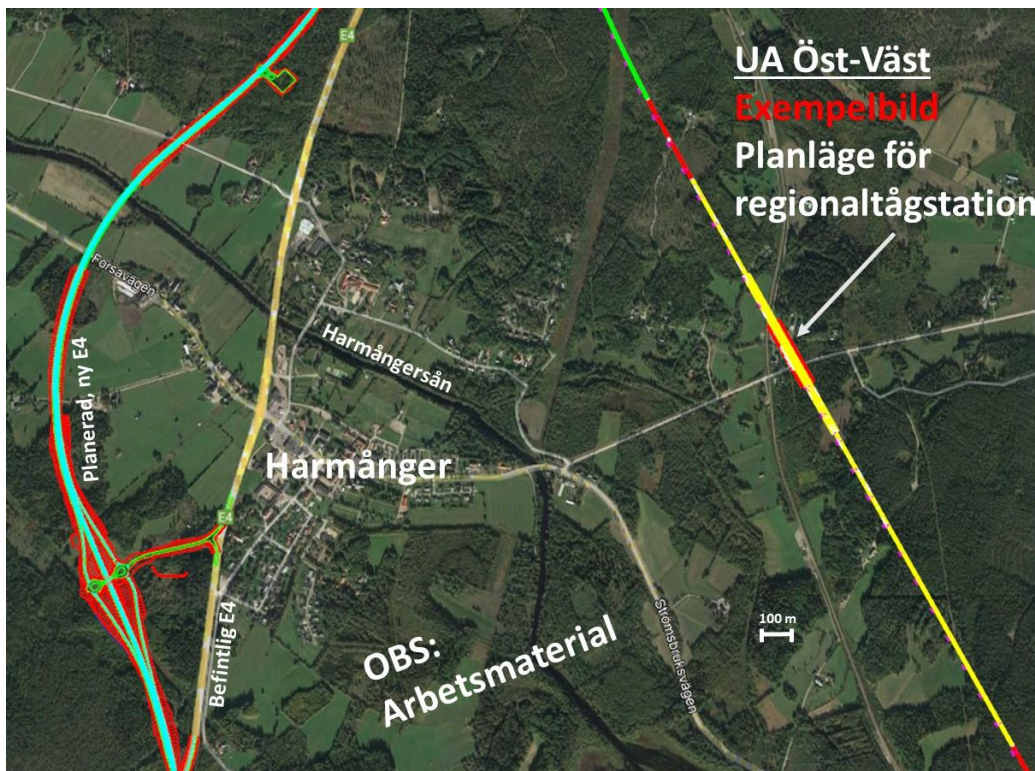 E4
UA Öst-Väst
Exempelbild
Planläge för
regionaltågstation
Forsavägen
Harmångersån
Planerad, ny E4
Harmånger
E4
Befintlig E4
OBS:
Arbetsmaterial
Strömsbruksvägen
100 m